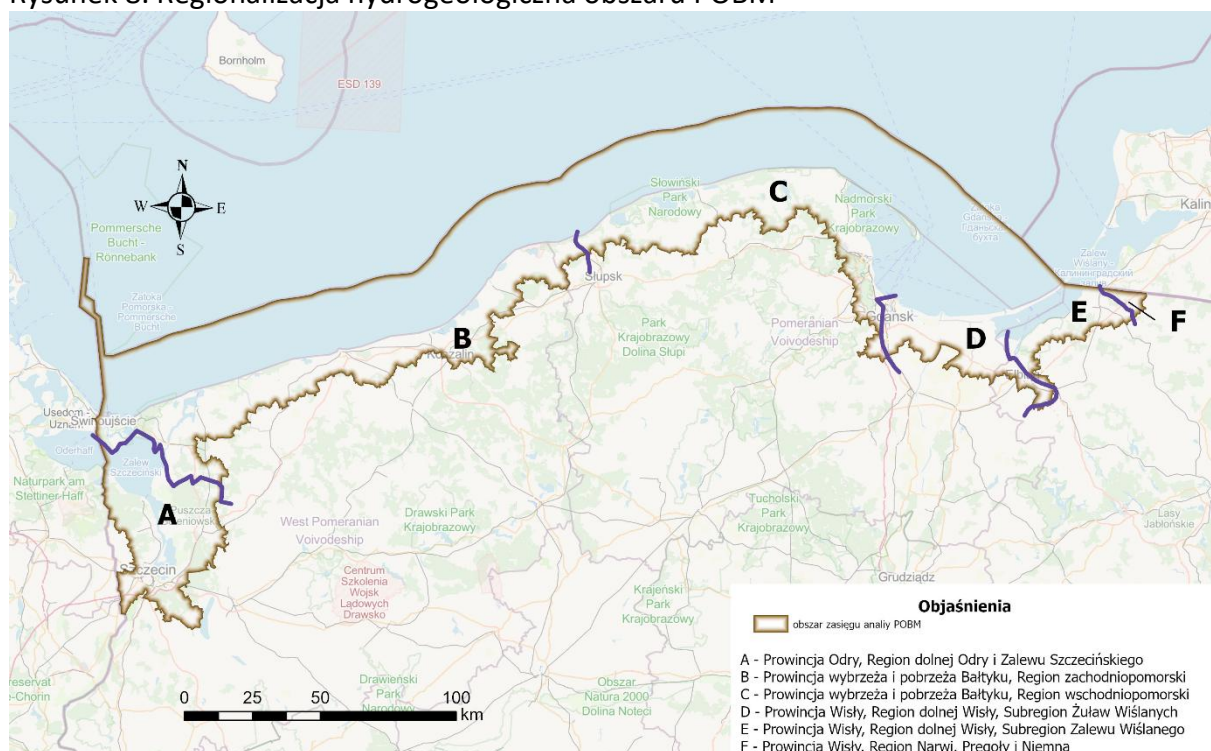 Rysunek 8. Regionalizacja hydrogeologiczna obszaru POBM
Bornholm
ESD 139
N
W
E
S
Pommersche
Bucht -
Rönnebank
Zatoka
Pomorska -
Pommersche
Bucht
Słowiński
Park
Narodowy
C
Nadmorski
Park
Krajobrazowy
Zatoka
Gdańska
Гданьская
бухта
Kalin
Zalew
Wiślany -
Калининградский
Słupsk
E
F
Gdańsk
D
B
Koszalin
Park
Krajobrazowy
Dolina Słupi
Pomeranian
Voivodeship
Usedom -
Uznam
Świnoujście
Oderhaff
Zalew
Szczeciński
Naturpark am
Stettiner-Haff
A
Puszcza
West Pomeranian
Voivodeship
Drawski Park
Krajobrazowy
Tucholski
Park
Krajobrazowy
Lasy
Jabłońskie
Szczecin
Centrum
Szkolenia
Wojsk
Lądowych
Drawsko
Krajeński
Park
Krajobrazowy
Grudziądz
Drawieński
Park
Narodowy
Obszar
Natura 2000
Dolina Noteci
e-Chorin
0 25 50 100
km
Objaśnienia
obszar zasięgu analiy POBM
A - Prowincja Odry, Region dolnej Odry i Zalewu Szczecińskiego
B - Prowincja wybrzeża i pobrzeża Bałtyku, Region zachodniopomorski
C - Prowincja wybrzeża i pobrzeża Bałtyku, Region wschodniopomorski
D - Prowincja Wisły, Region dolnej Wisły, Subregion Żuław Wiślanych
E - Prowincja Wisły, Region dolnej Wisły, Subregion Zalewu Wiślanego
F - Prowincja Wisły, Region Narwi, Pregoły i Niemna